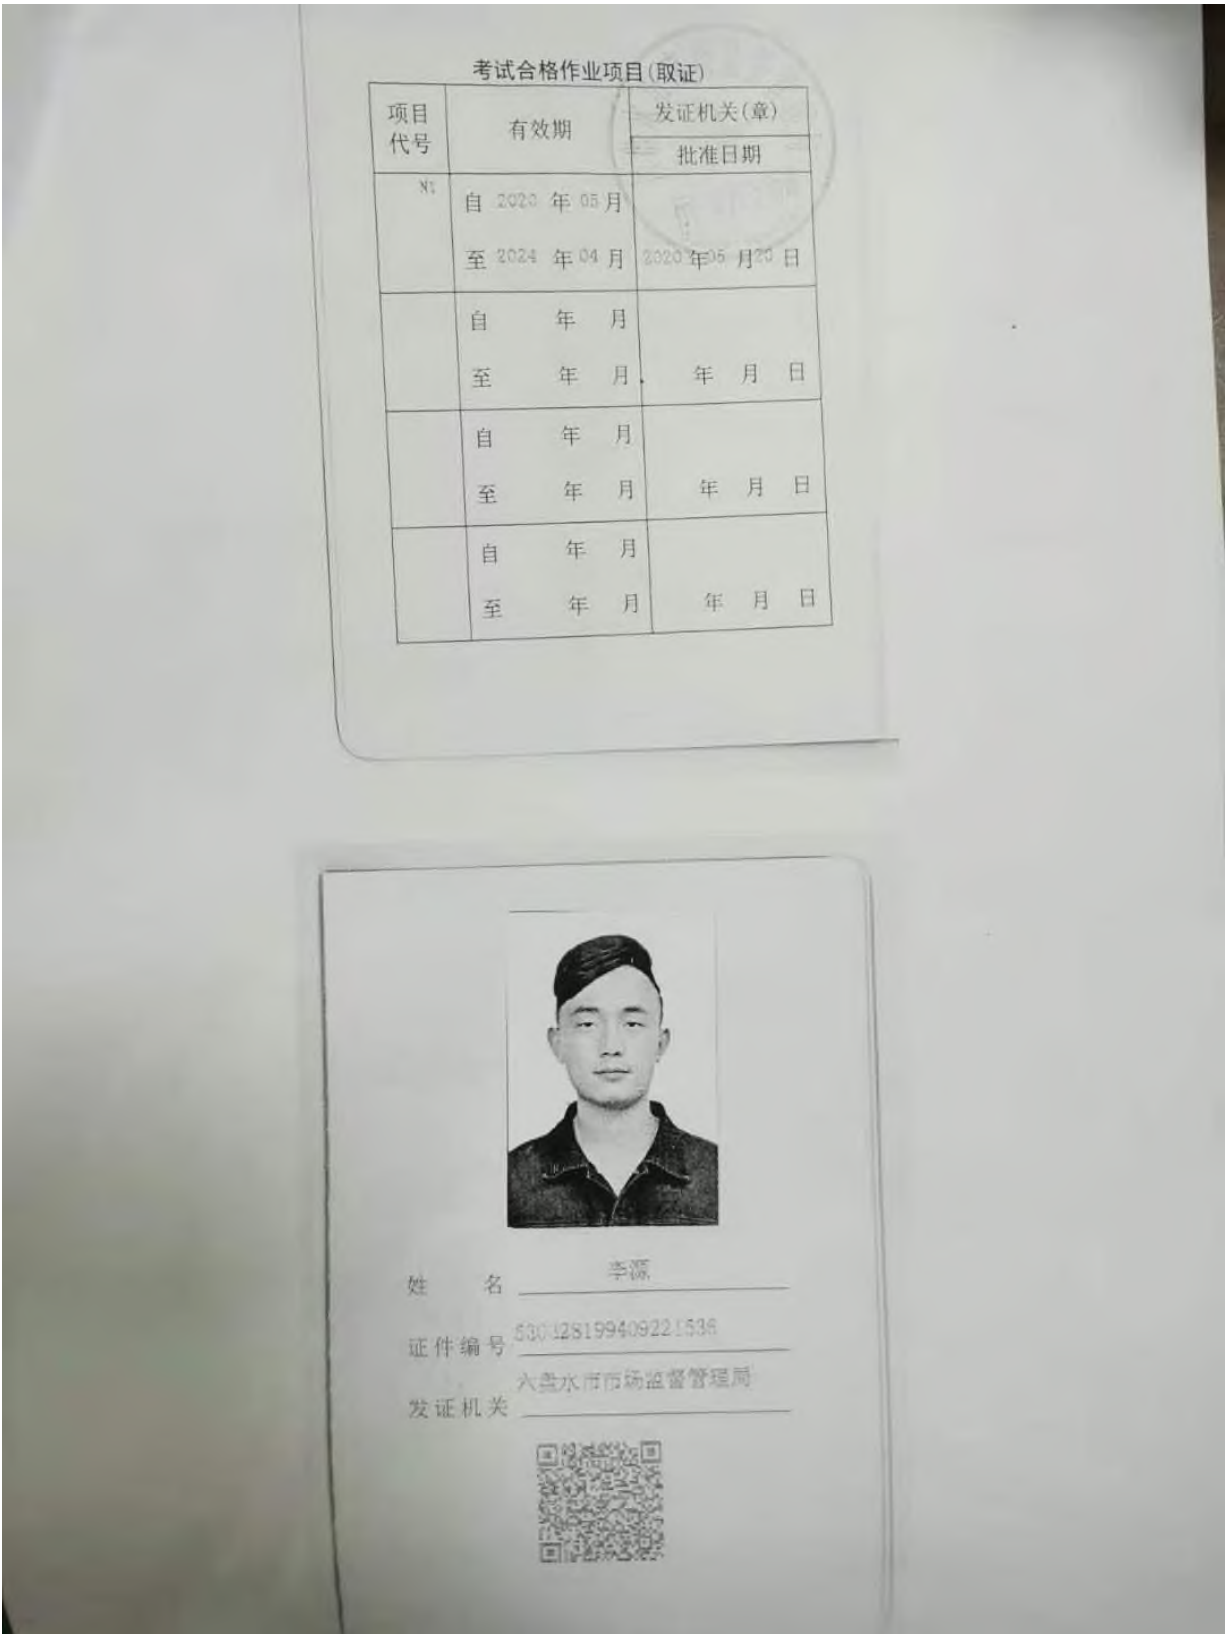 考试合格作业项目(取证)
项目代号 有效期 发证机关(章)
批准日期
N1 自 2020 年 05 月
至 2024 年 04 月 2020 年 05 月 20 日
自 年 月
至 年 月 年 月 日
自 年 月
至 年 月 年 月 日
自 年 月
至 年 月 年 月 日
姓 名 李源
证件编号
发证机关 六盘水市市场监督管理局